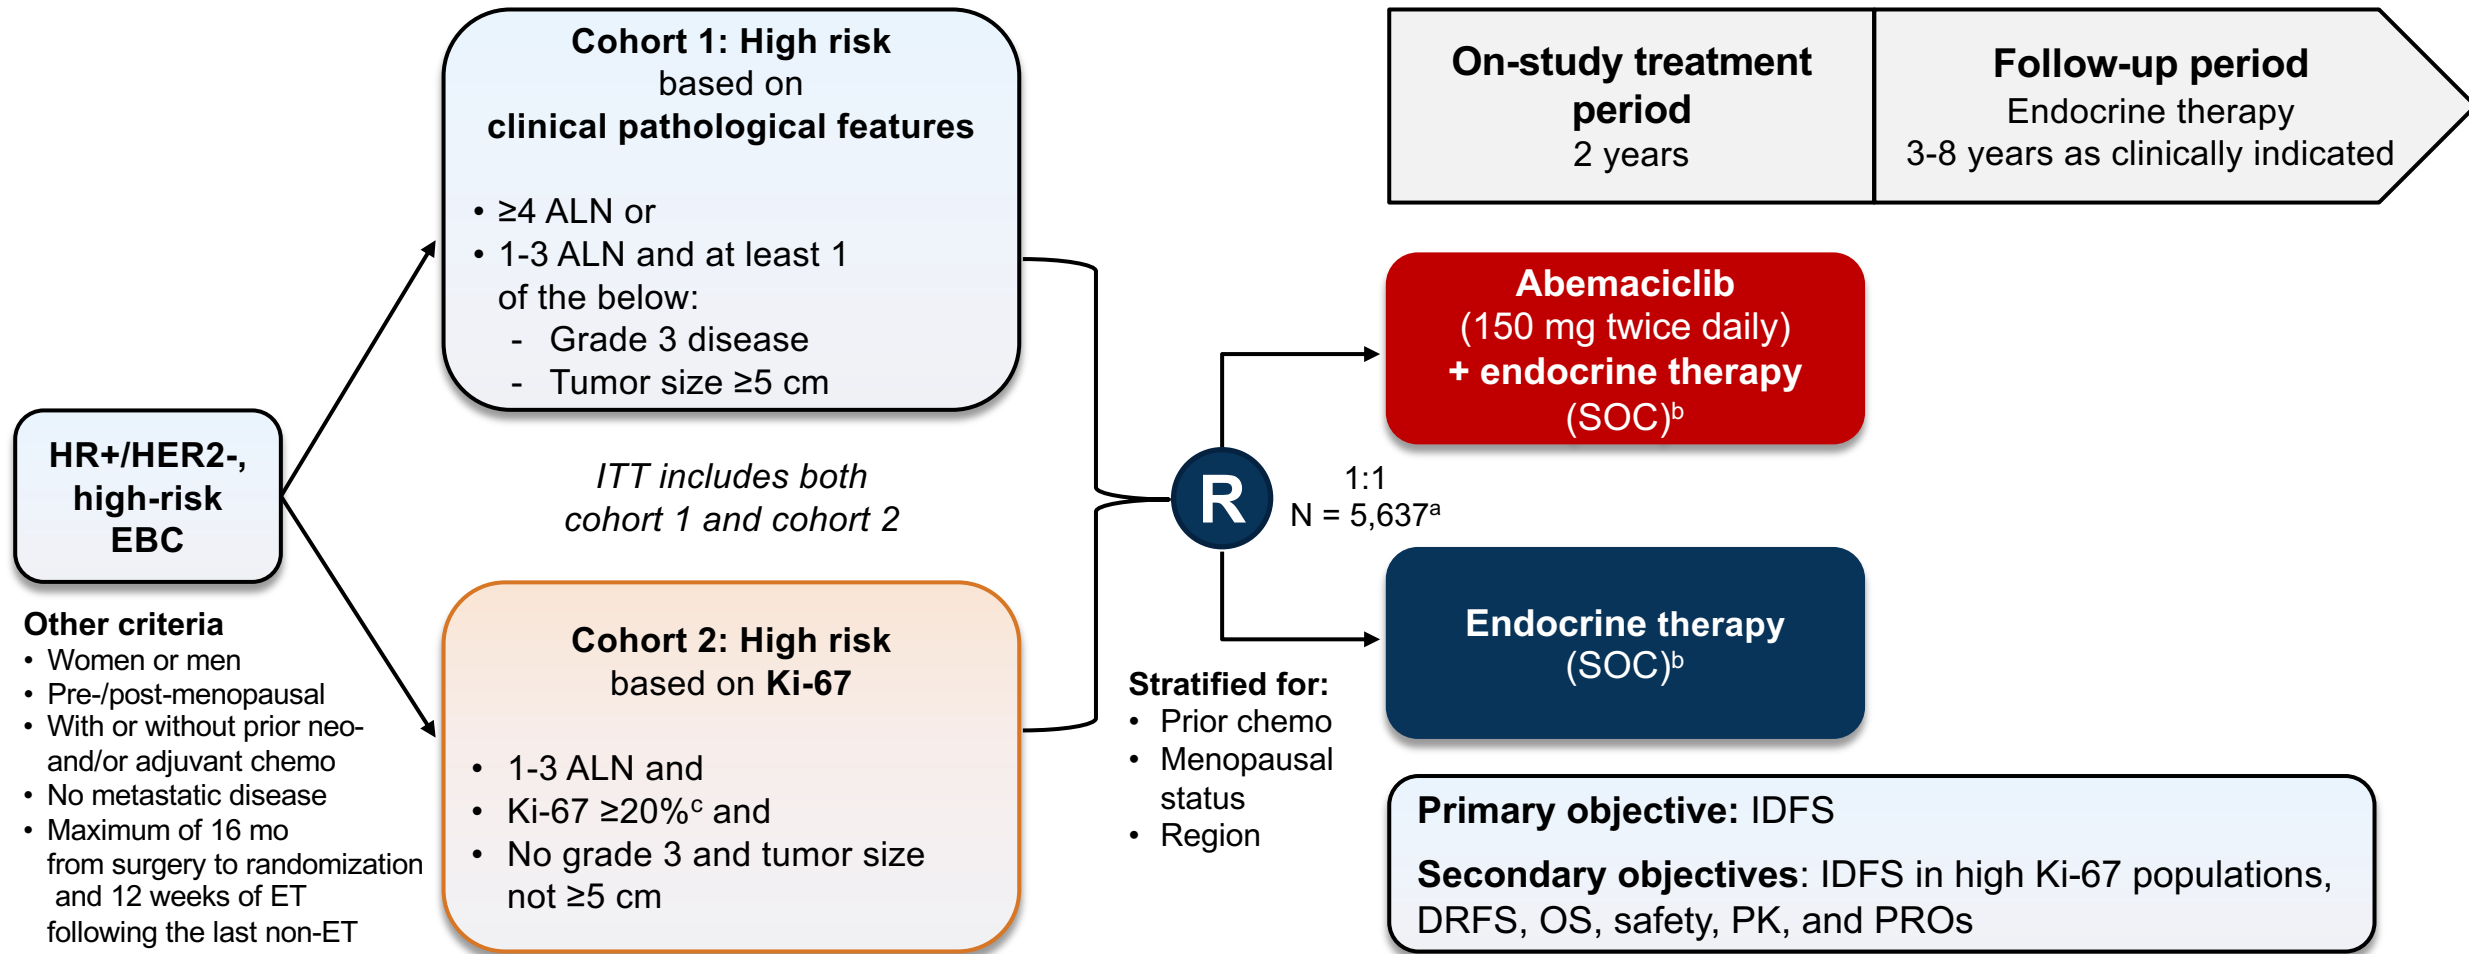 HR+/HER2-,
high-risk
EBC
Other criteria
• Women or men
• Pre-/post-menopausal
• With or without prior neo-
and/or adjuvant chemo
• No metastatic disease
• Maximum of 16 mo
from surgery to randomization
and 12 weeks of ET
following the last non-ET
Cohort 1: High risk
based on
clinical pathological features
• ≥4 ALN or
• 1-3 ALN and at least 1
of the below:
- Grade 3 disease
- Tumor size ≥5 cm
ITT includes both
cohort 1 and cohort 2
Cohort 2: High risk
based on Ki-67
• 1-3 ALN and
• Ki-67 ≥20%ᶜ and
• No grade 3 and tumor size
not ≥5 cm
R
1:1
N = 5,637ᵃ
Stratified for:
• Prior chemo
• Menopausal
status
• Region
On-study treatment
period
2 years
Follow-up period
Endocrine therapy
3-8 years as clinically indicated
Abemaciclib
(150 mg twice daily)
+ endocrine therapy
(SOC)ᵇ
Endocrine therapy
(SOC)ᵇ
Primary objective: IDFS
Secondary objectives: IDFS in high Ki-67 populations,
DRFS, OS, safety, PK, and PROs